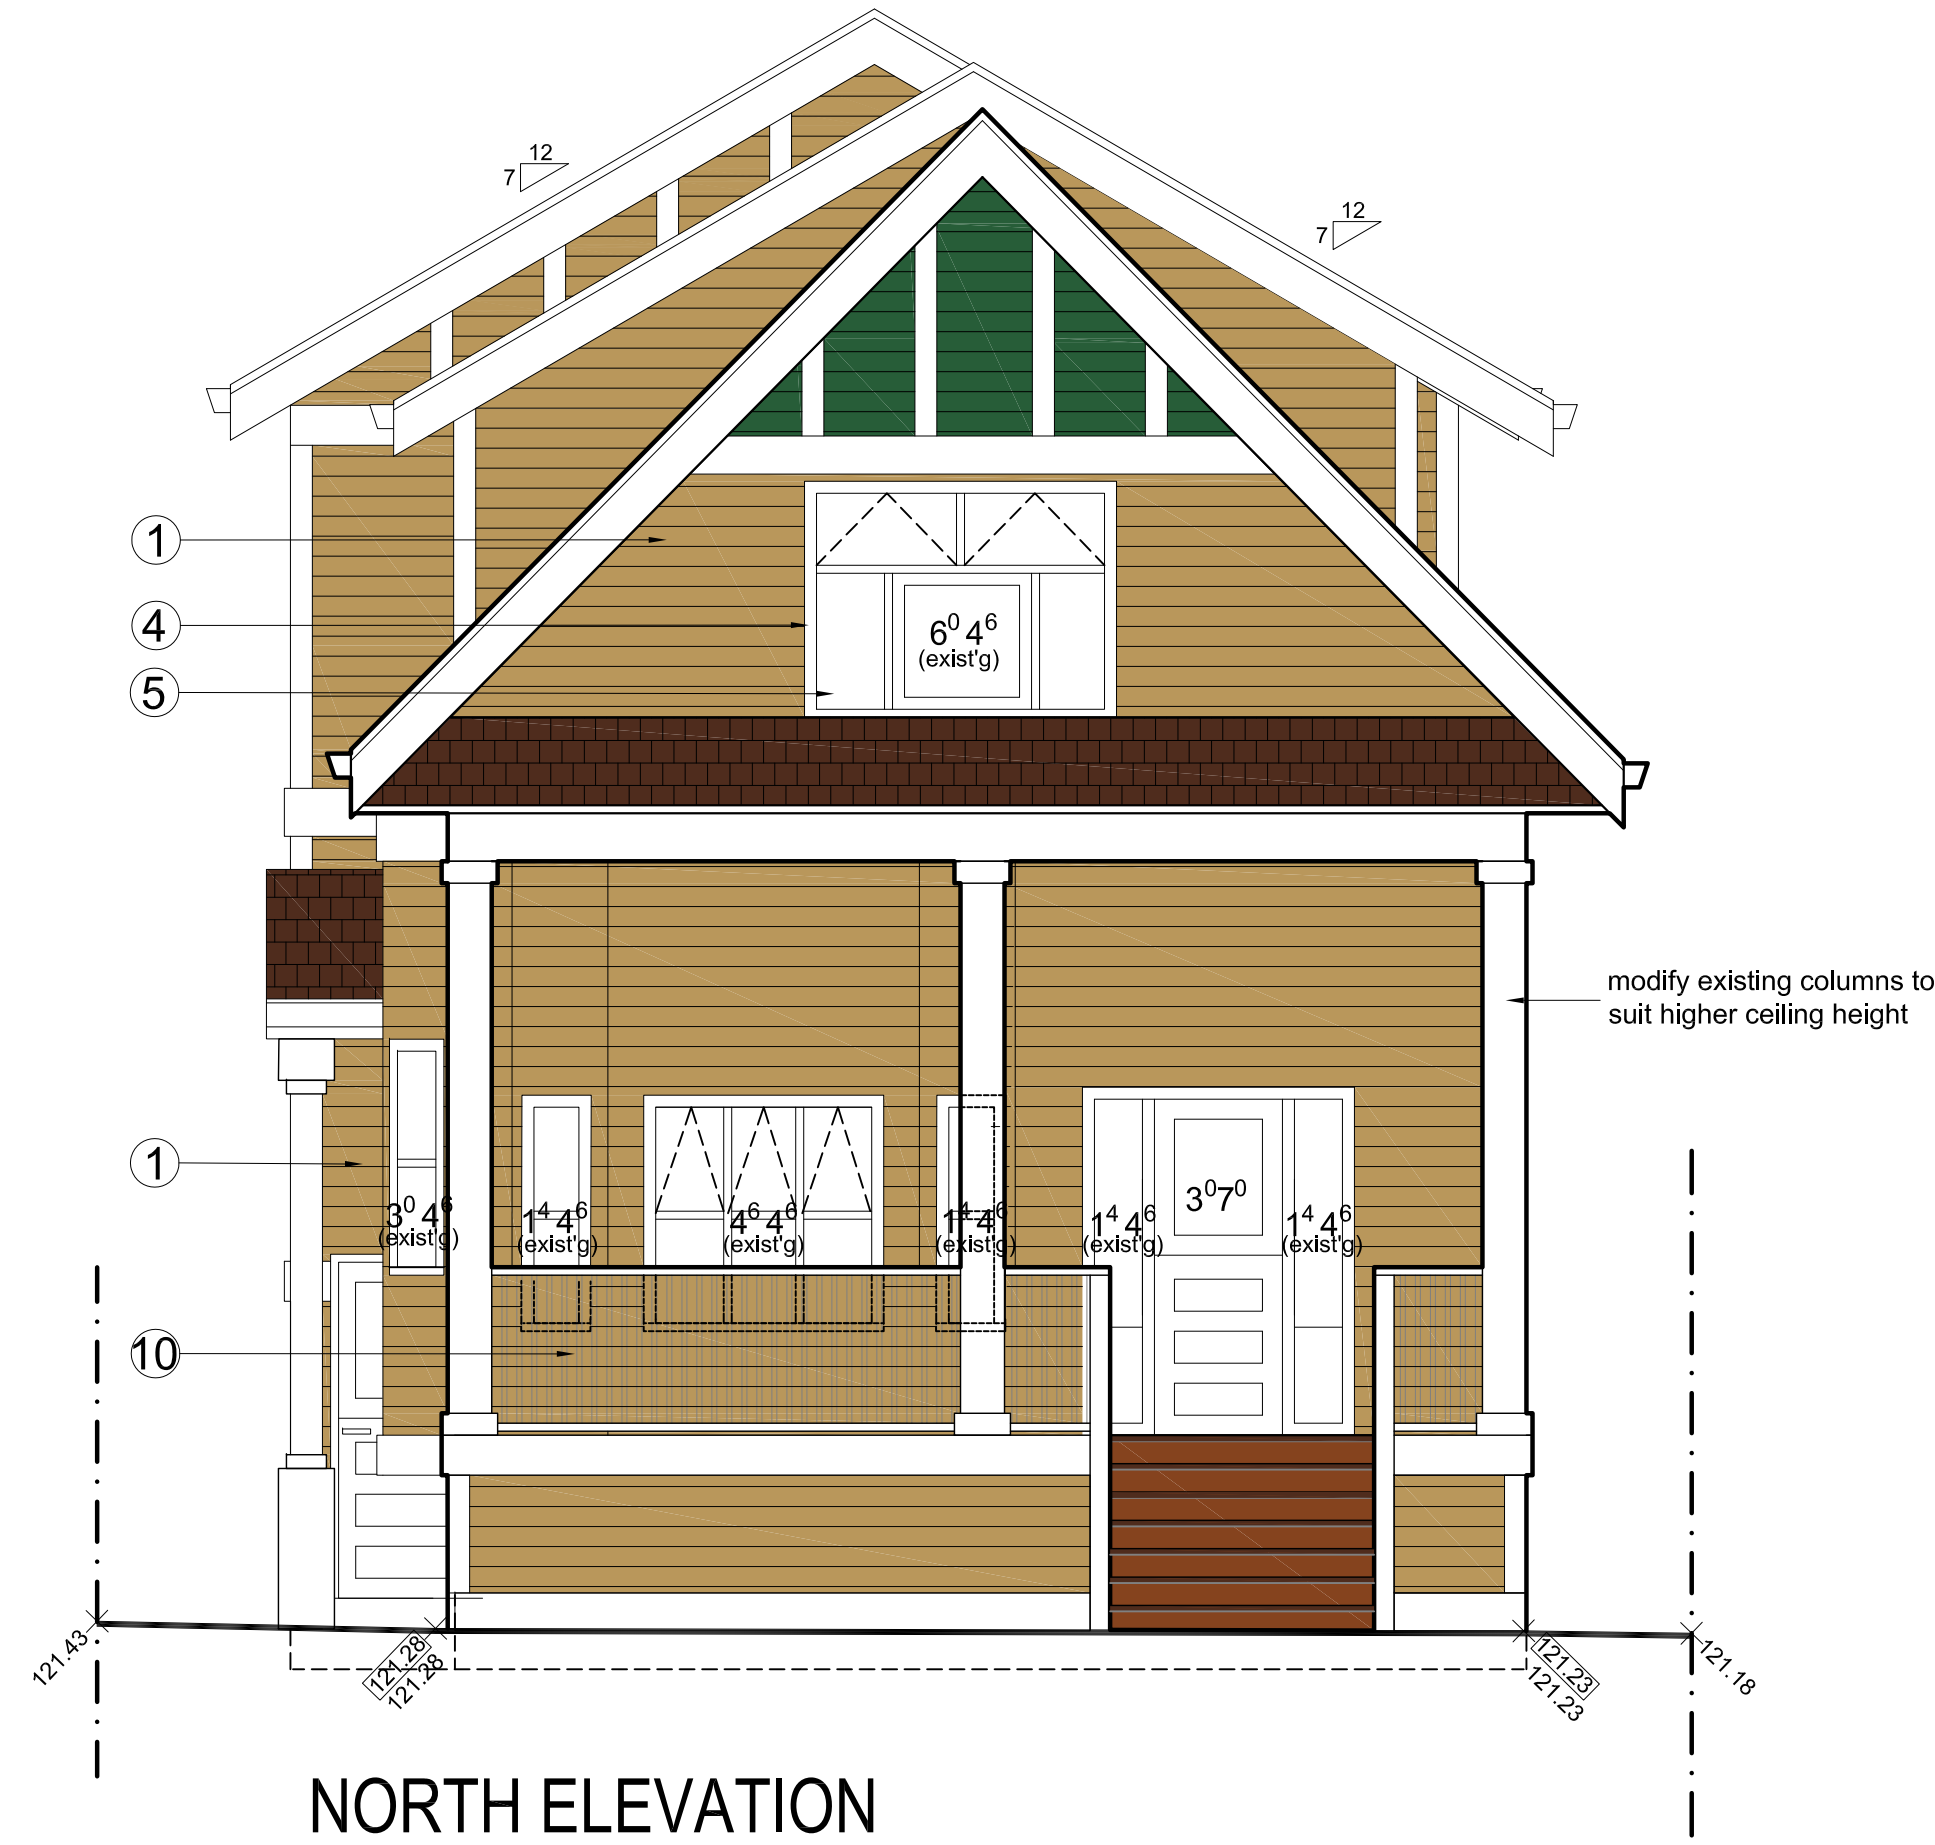 12
7
12
7
1
4
6⁰ 4⁶
(exist'g)
5
modify existing columns to
suit higher ceiling height
1
3⁰ 4⁶
(exist'g)
1⁴ 4⁶
(exist'g)
4⁶ 4⁶
(exist'g)
1⁴ 4⁶
(exist'g)
1⁴ 4⁶
(exist'g)
3⁰7⁰
1⁴ 4⁶
(exist'g)
10
121.43
121.28
121.28
121.23
121.23
121.18
NORTH ELEVATION